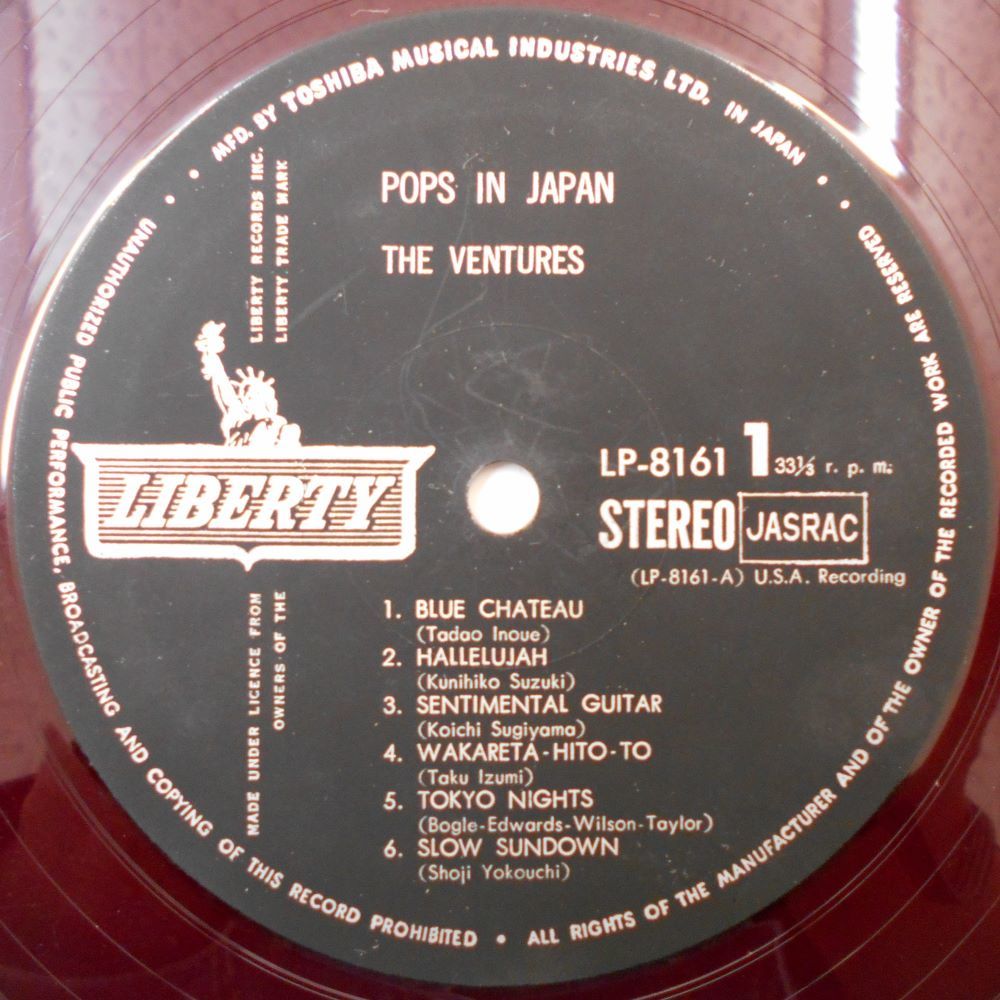 MFD. BY TOSHIBA MUSICAL INDUSTRIES, LTD. IN JAPAN
LIBERTY RECORDS INC.
LIBERTY TRADE MARK
POPS IN JAPAN
THE VENTURES
LIBERTY
LP-8161 1 33⅓ r. p. m.
STEREO JASRAC
(LP-8161-A) U.S.A. Recording
MADE UNDER LICENCE FROM
OWNERS OF THE
1. BLUE CHATEAU
(Tadao Inoue)
2. HALLELUJAH
(Kunihiko Suzuki)
3. SENTIMENTAL GUITAR
(Koichi Sugiyama)
4. WAKARETA-HITO-TO
(Taku Izumi)
5. TOKYO NIGHTS
(Bogle-Edwards-Wilson-Taylor)
6. SLOW SUNDOWN
(Shoji Yokouchi)
UNAUTHORIZED PUBLIC PERFORMANCE, BROADCASTING AND COPYING OF THIS RECORD PROHIBITED • ALL RIGHTS OF THE MANUFACTURER AND OF THE OWNER OF THE RECORDED WORK ARE RESERVED